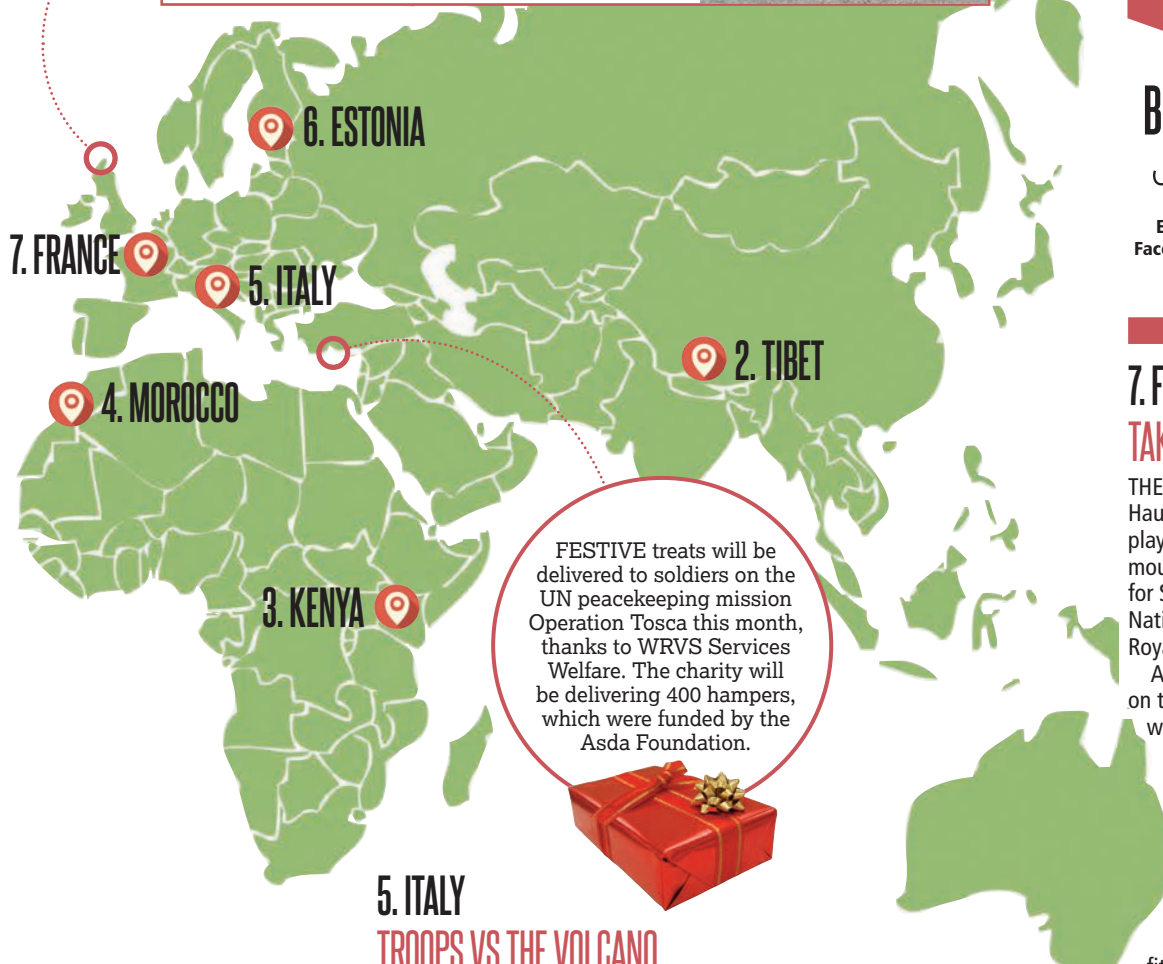 6. ESTONIA
7. FRANCE
5. ITALY
2. TIBET
4. MOROCCO
3. KENYA
FESTIVE treats will be
delivered to soldiers on the
UN peacekeeping mission
Operation Tosca this month,
thanks to WRVS Services
Welfare. The charity will
be delivering 400 hampers,
which were funded by the
Asda Foundation.
5. ITALY
TROOPS VS THE VOLCANO
B
E
Face
7. F
TAK
THE
Hau
play
mou
for S
Nati
Roya
A
on t
w